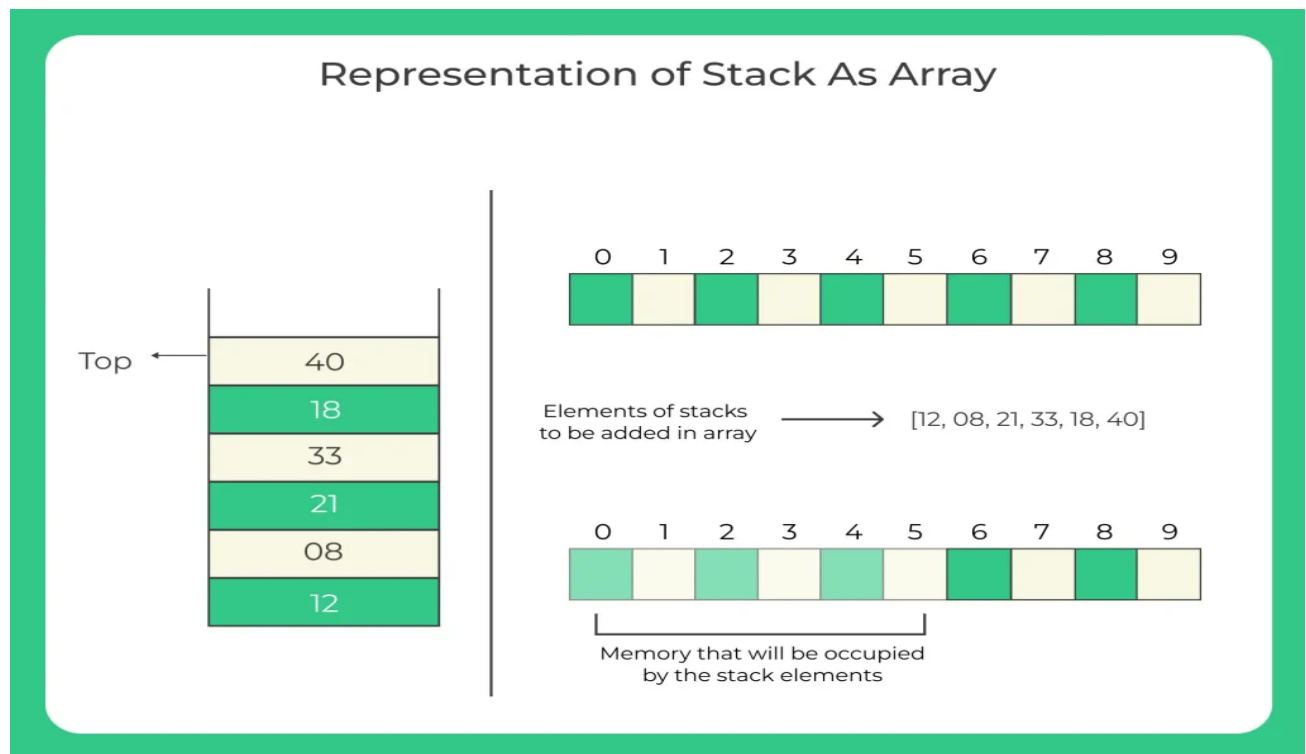 Representation of Stack As Array
Top
40
18
33
21
08
12
0 1 2 3 4 5 6 7 8 9
Elements of stacks
to be added in array
[12, 08, 21, 33, 18, 40]
0 1 2 3 4 5 6 7 8 9
Memory that will be occupied
by the stack elements